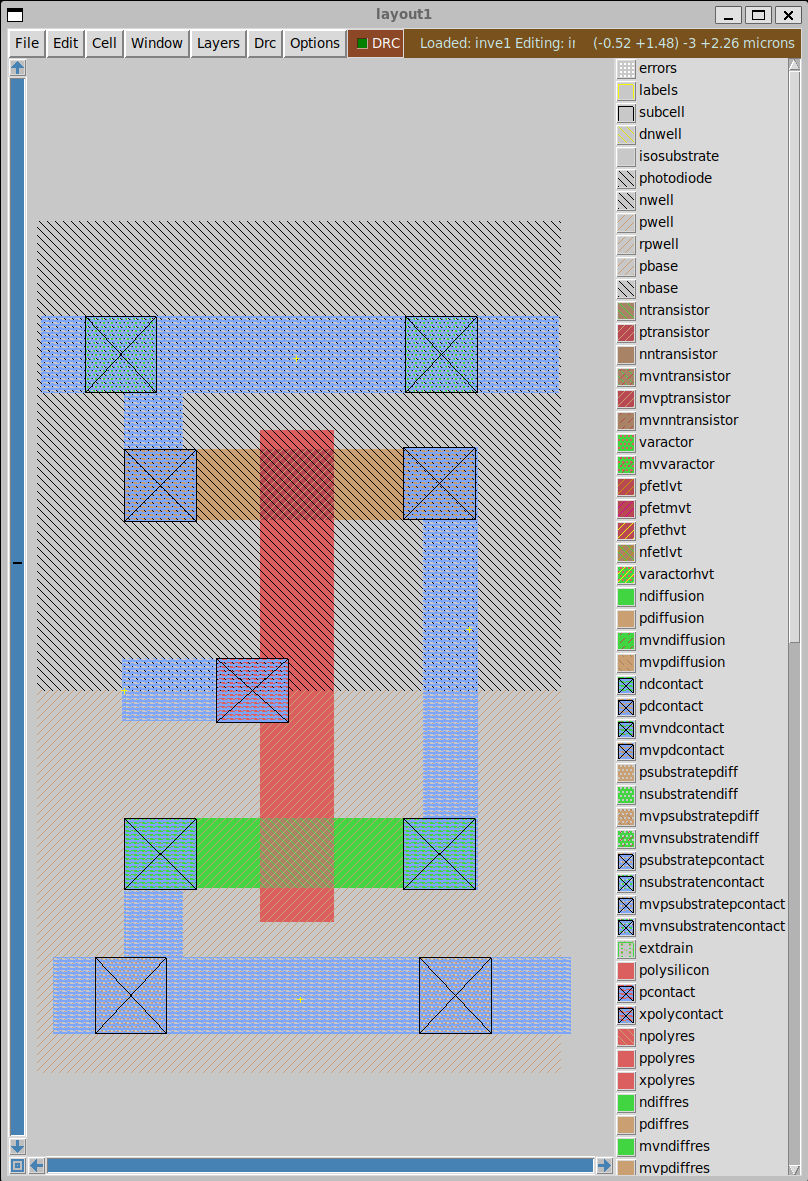 layout1
File Edit Cell Window Layers Drc Options DRC Loaded: inve1 Editing: in (-0.52 +1.48) -3 +2.26 microns
errors
labels
subcell
dnwell
isosubstrate
photodiode
nwell
pwell
rpwell
pbase
nbase
ntransistor
ptransistor
nntransistor
mvntransistor
mvptransistor
mvnntransistor
varactor
mvvaractor
pfetlvt
pfetmvt
pfethvt
nfetlvt
varactorhvt
ndiffusion
pdiffusion
mvndiffusion
mvpdiffusion
ndcontact
pdcontact
mvndcontact
mvpdcontact
psubstratepdiff
nsubstratendiff
mvpsubstratepdiff
mvnsubstratendiff
psubstratepcontact
nsubstratencontact
mvpsubstratepcontact
mvnsubstratencontact
extdrain
polysilicon
pcontact
xpolycontact
npolyres
ppolyres
xpolyres
ndiffres
pdiffres
mvndiffres
mvpdiffres